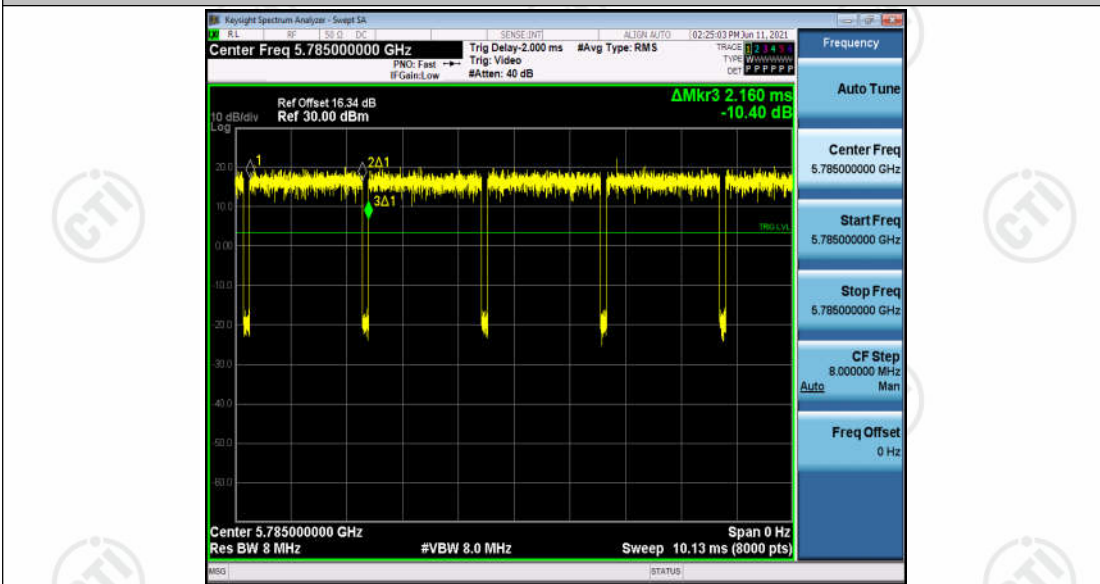 Keysight Spectrum Analyzer - Swept SA
RL RF 50 Ω DC SENSE:INT ALIGN AUTO 02:25:03 PM Jun 11, 2021
Center Freq 5.785000000 GHz
PNO: Fast
IFGain:Low
Trig Delay-2.000 ms
Trig: Video
#Atten: 40 dB
#Avg Type: RMS
TRACE 1 2 3 4 5 6
TYPE
DET P P P P P P
Frequency
Auto Tune
Center Freq
5.785000000 GHz
Start Freq
5.785000000 GHz
Stop Freq
5.785000000 GHz
CF Step
8.000000 MHz
Auto Man
Freq Offset
0 Hz
ΔMkr3 2.160 ms
-10.40 dB
Ref Offset 16.34 dB
10 dB/div Ref 30.00 dBm
Log
20.0
10.0
0.00
-10.0
-20.0
-30.0
-40.0
-50.0
-60.0
1
2Δ1
3Δ1
TRIG LVL
Center 5.785000000 GHz Span 0 Hz
Res BW 8 MHz #VBW 8.0 MHz Sweep 10.13 ms (8000 pts)
MSG STATUS
CTI
CTI